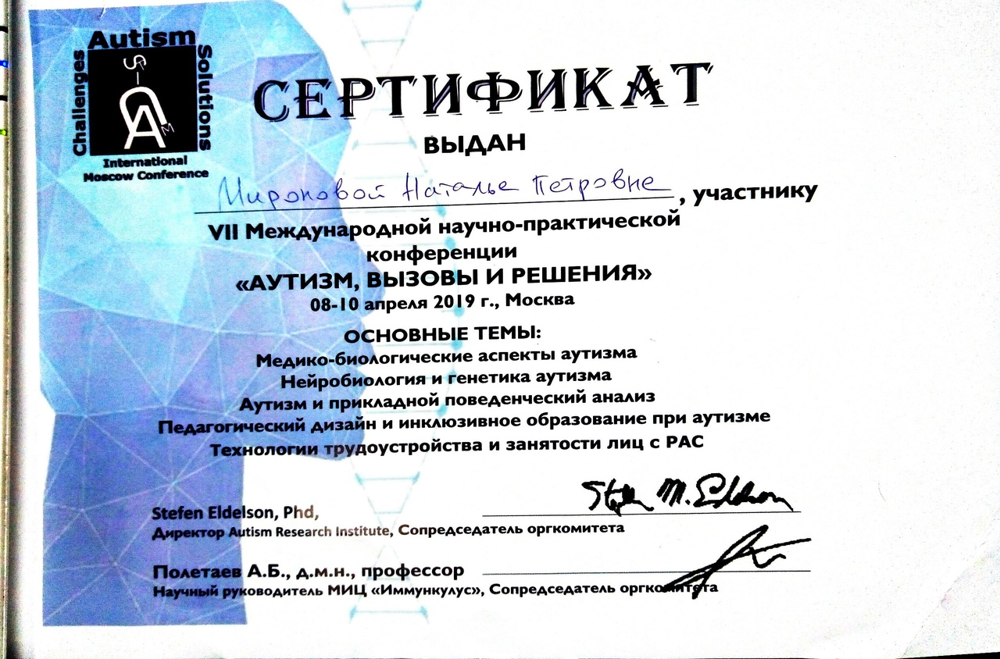 Autism
Challenges
Solutions
International
Moscow Conference
СЕРТИФИКАТ
ВЫДАН
Мироновой Наталье Петровне, участнику
VII Международной научно-практической
конференции
«АУТИЗМ, ВЫЗОВЫ И РЕШЕНИЯ»
08-10 апреля 2019 г., Москва
ОСНОВНЫЕ ТЕМЫ:
Медико-биологические аспекты аутизма
Нейробиология и генетика аутизма
Аутизм и прикладной поведенческий анализ
Педагогический дизайн и инклюзивное образование при аутизме
Технологии трудоустройства и занятости лиц с РАС
Stefen Eldelson, Phd,
Директор Autism Research Institute, Сопредседатель оргкомитета
Полетаев А.Б., д.м.н., профессор
Научный руководитель МИЦ «Иммункулус», Сопредседатель оргкомитета